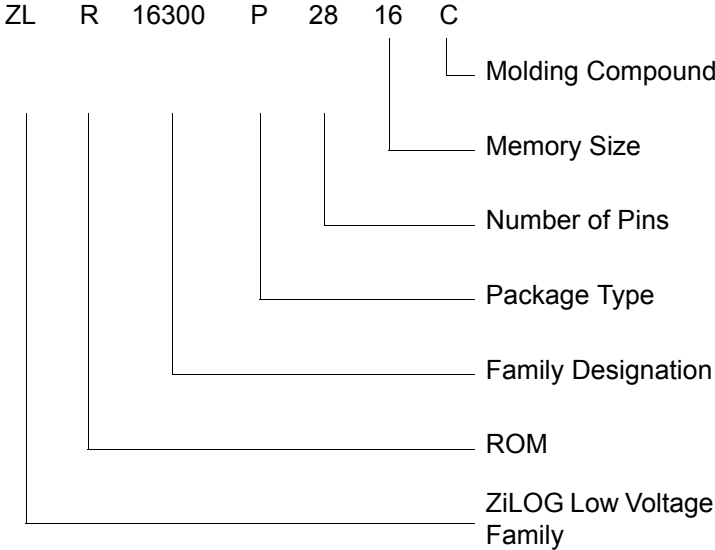 ZL R 16300 P 28 16 C
Molding Compound
Memory Size
Number of Pins
Package Type
Family Designation
ROM
ZiLOG Low Voltage
Family